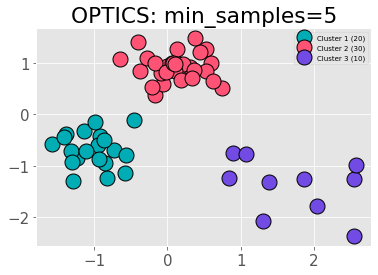 OPTICS: min_samples=5
Cluster 1 (20)
Cluster 2 (30)
Cluster 3 (10)
1
0
−1
−2
−1
0
1
2